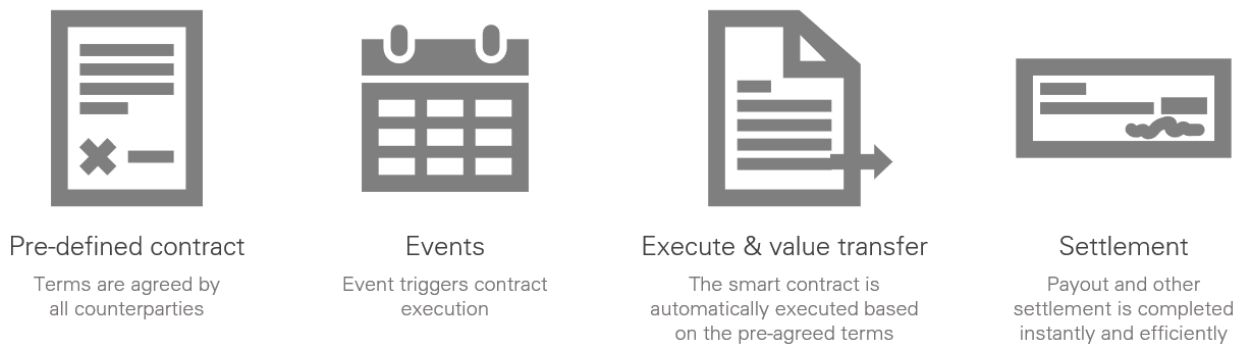 Pre-defined contract
Terms are agreed by
all counterparties
Events
Event triggers contract
execution
Execute & value transfer
The smart contract is
automatically executed based
on the pre-agreed terms
Settlement
Payout and other
settlement is completed
instantly and efficiently